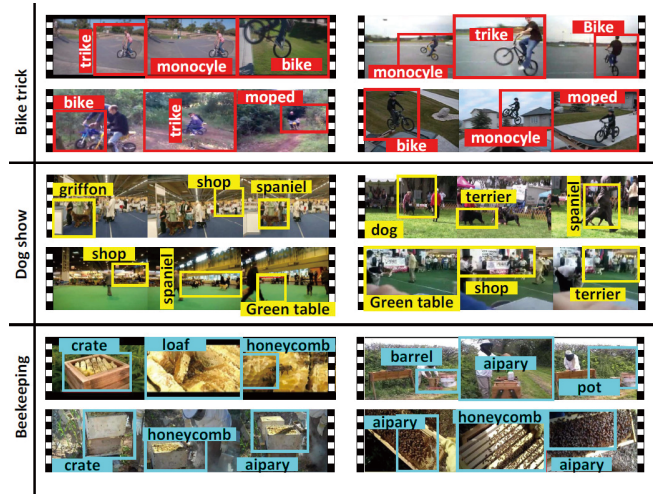 Bike trick
trike
monocyle
bike
monocyle
trike
Bike
bike
trike
moped
bike
monocyle
moped
Dog show
griffon
shop
spaniel
dog
terrier
spaniel
shop
spaniel
Green table
Green table
shop
terrier
Beekeeping
crate
loaf
honeycomb
barrel
aipary
pot
crate
honeycomb
aipary
aipary
honeycomb
aipary